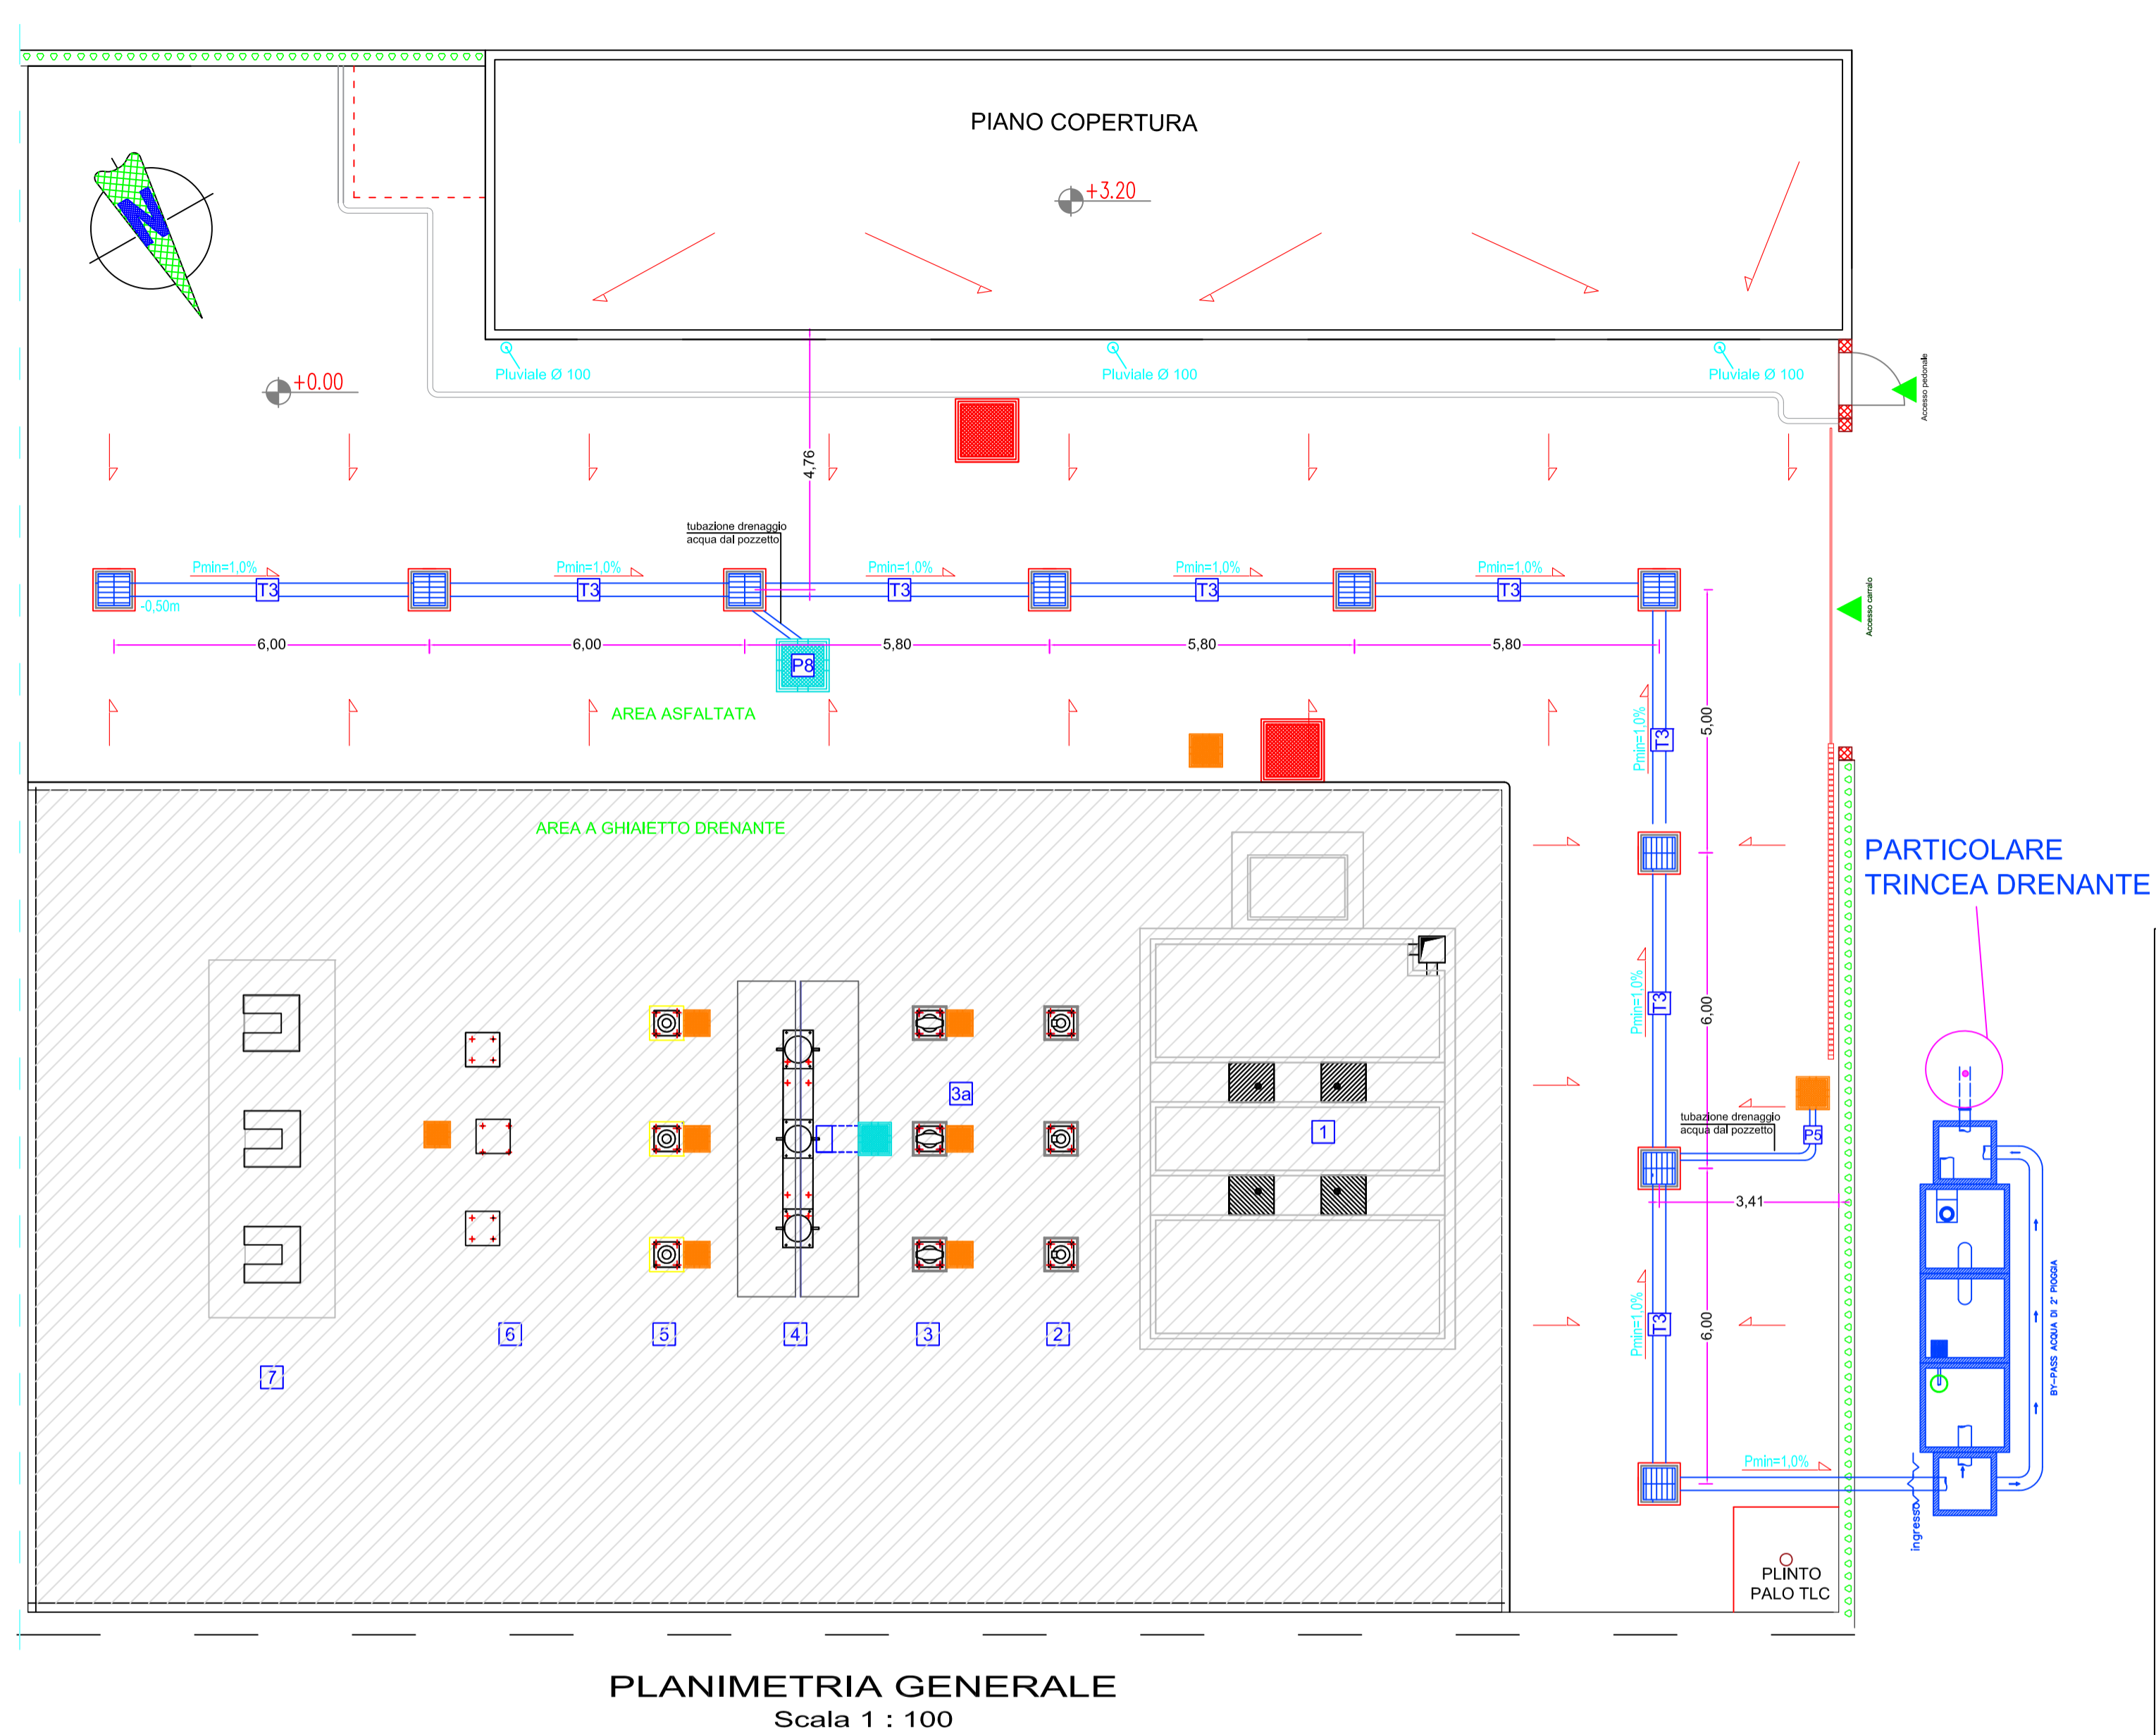 PIANO COPERTURA
N
+3.20
Pluviale Ø 100
Pluviale Ø 100
Pluviale Ø 100
+0.00
Accesso pedonale
4,76
tubazione drenaggio
acqua dal pozzetto
Pmin=1,0%
Pmin=1,0%
Pmin=1,0%
Pmin=1,0%
Pmin=1,0%
T3
T3
T3
T3
T3
-0,50m
Accesso carraio
6,00
6,00
5,80
5,80
5,80
P8
AREA ASFALTATA
5,00
Pmin=1,0%
T3
AREA A GHIAIETTO DRENANTE
PARTICOLARE
TRINCEA DRENANTE
Pmin=1,0%
T3
6,00
3a
1
tubazione drenaggio
acqua dal pozzetto
P5
3,41
Pmin=1,0%
T3
6,00
BY-PASS ACQUA DI 2° PIOGGIA
7
6
5
4
3
2
Pmin=1,0%
ingresso
PLINTO
PALO TLC
PLANIMETRIA GENERALE
Scala 1 : 100